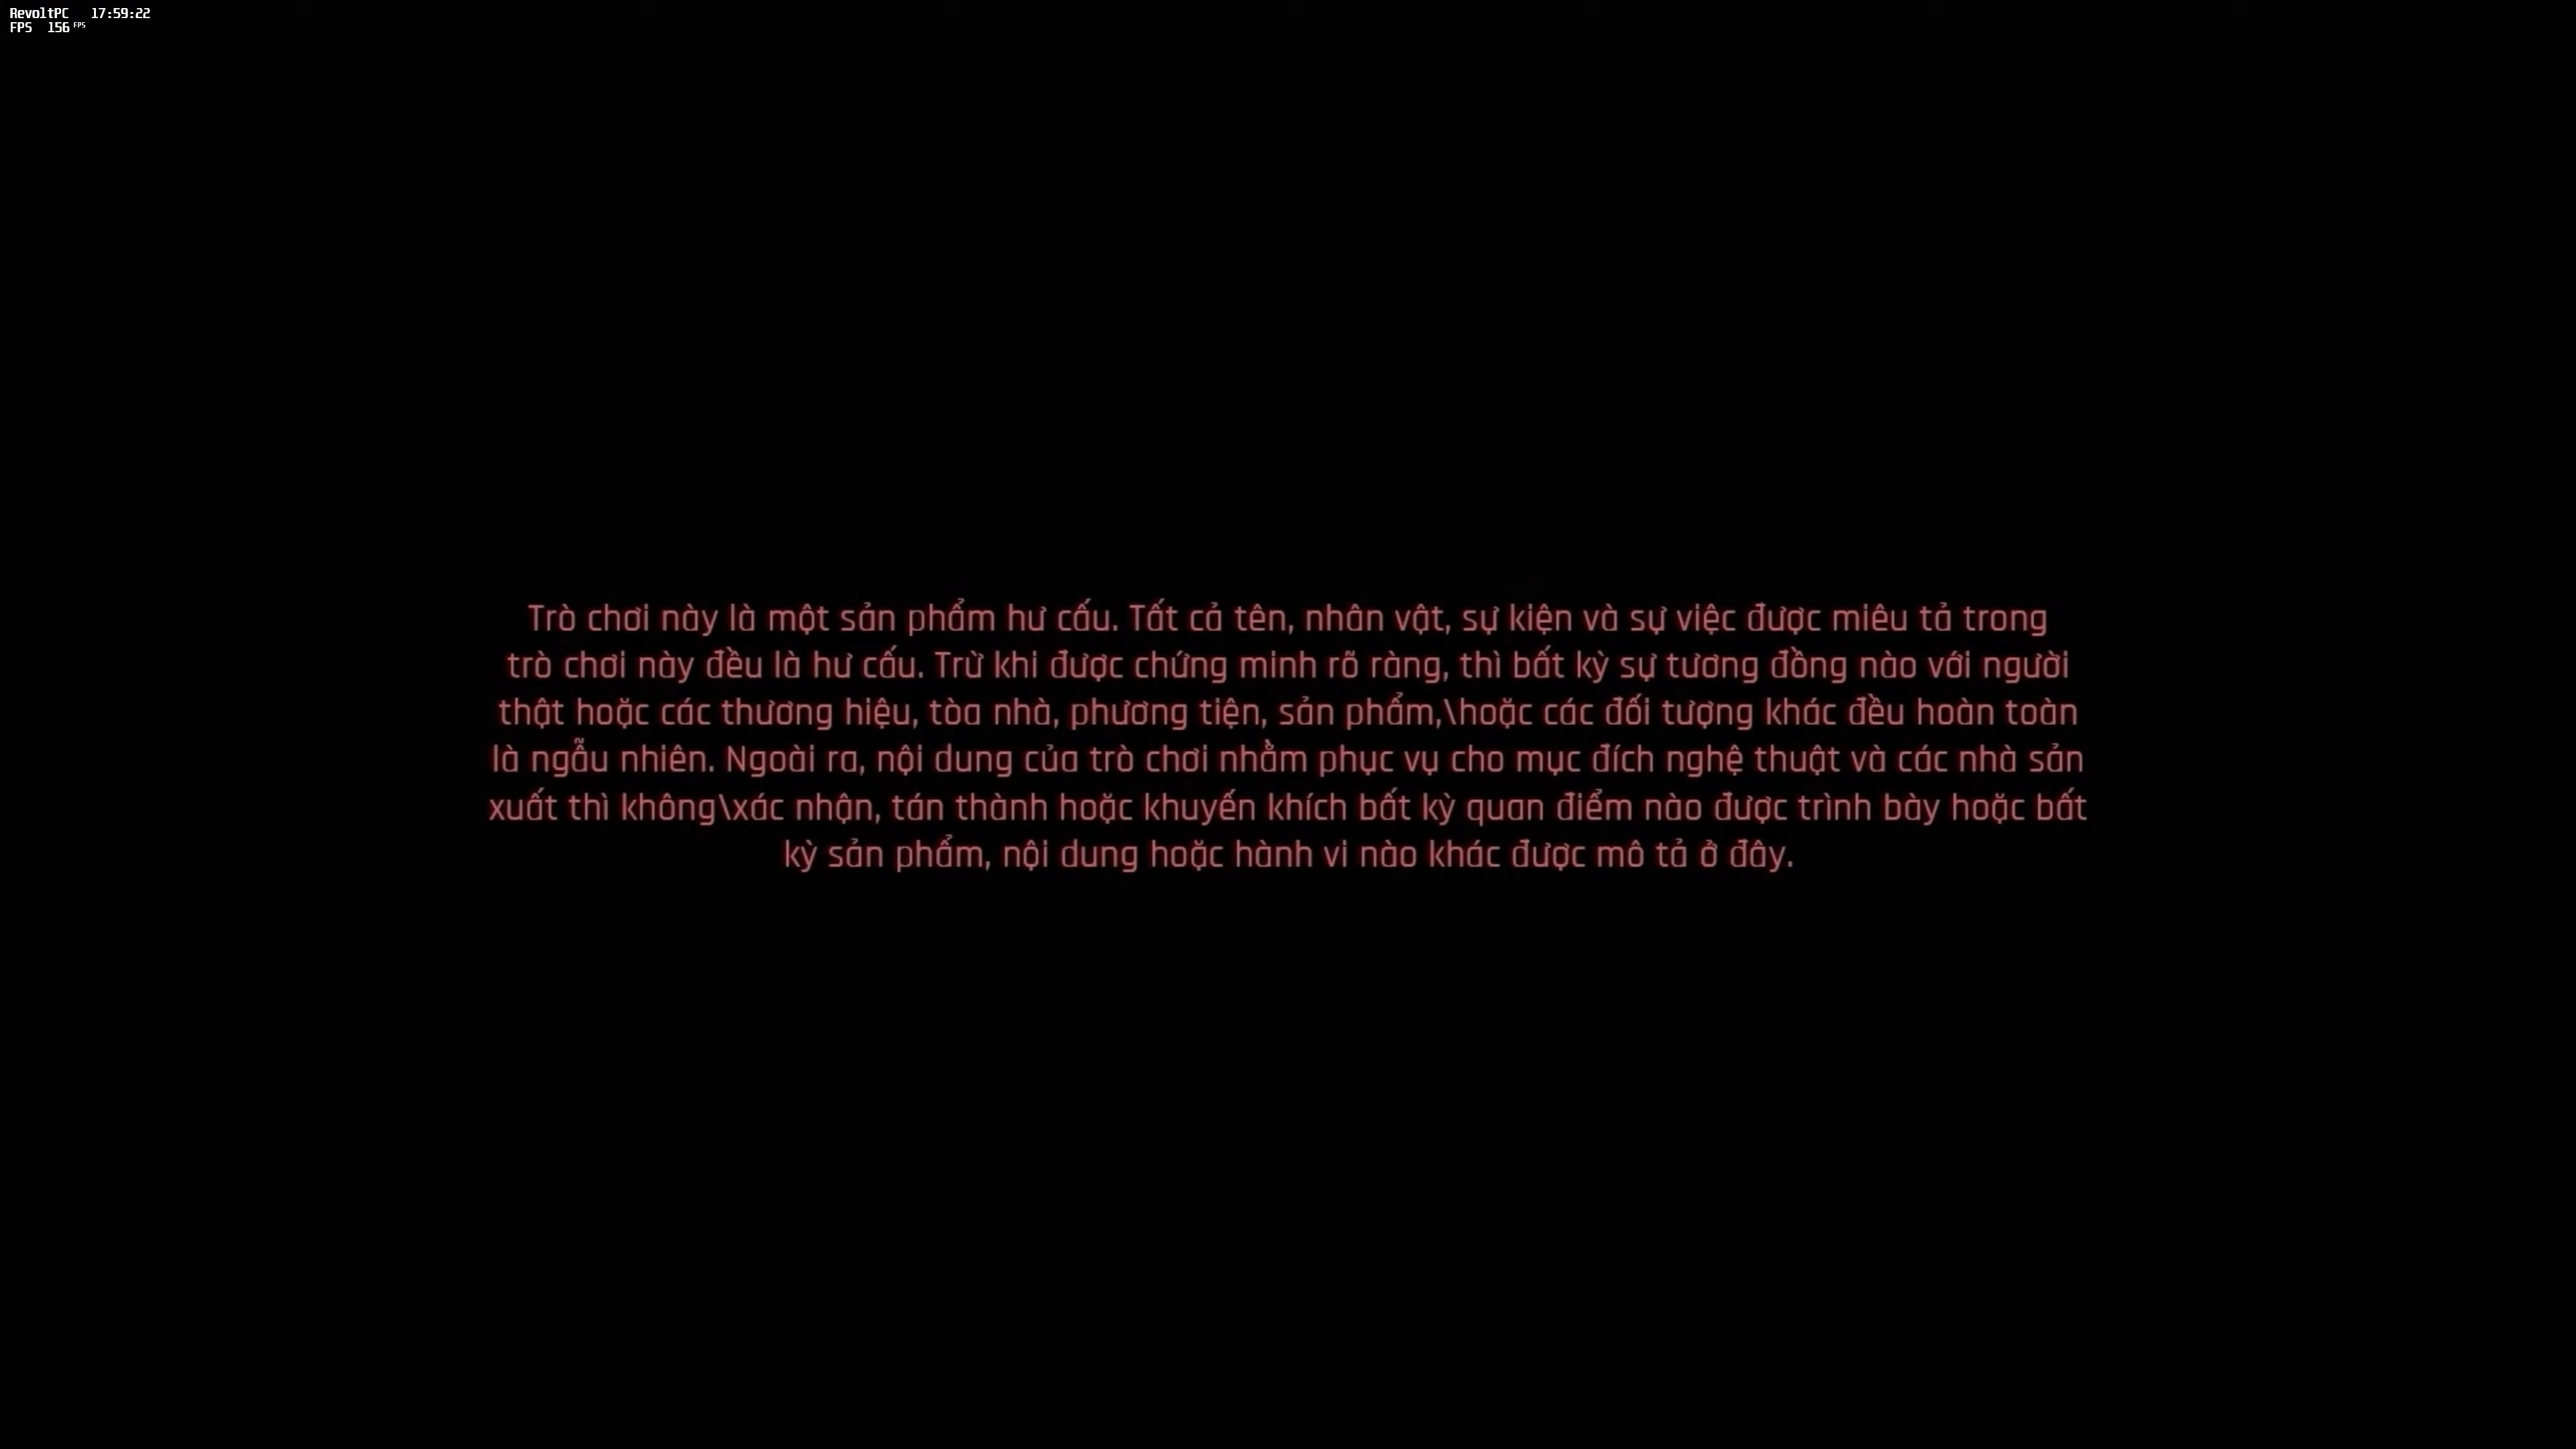 RevoltPC 17:59:22
FPS 156 FPS
Trò chơi này là một sản phẩm hư cấu. Tất cả tên, nhân vật, sự kiện và sự việc được miêu tả trong
trò chơi này đều là hư cấu. Trừ khi được chứng minh rõ ràng, thì bất kỳ sự tương đồng nào với người
thật hoặc các thương hiệu, tòa nhà, phương tiện, sản phẩm,\hoặc các đối tượng khác đều hoàn toàn
là ngẫu nhiên. Ngoài ra, nội dung của trò chơi nhằm phục vụ cho mục đích nghệ thuật và các nhà sản
xuất thì không\xác nhận, tán thành hoặc khuyến khích bất kỳ quan điểm nào được trình bày hoặc bất
kỳ sản phẩm, nội dung hoặc hành vi nào khác được mô tả ở đây.